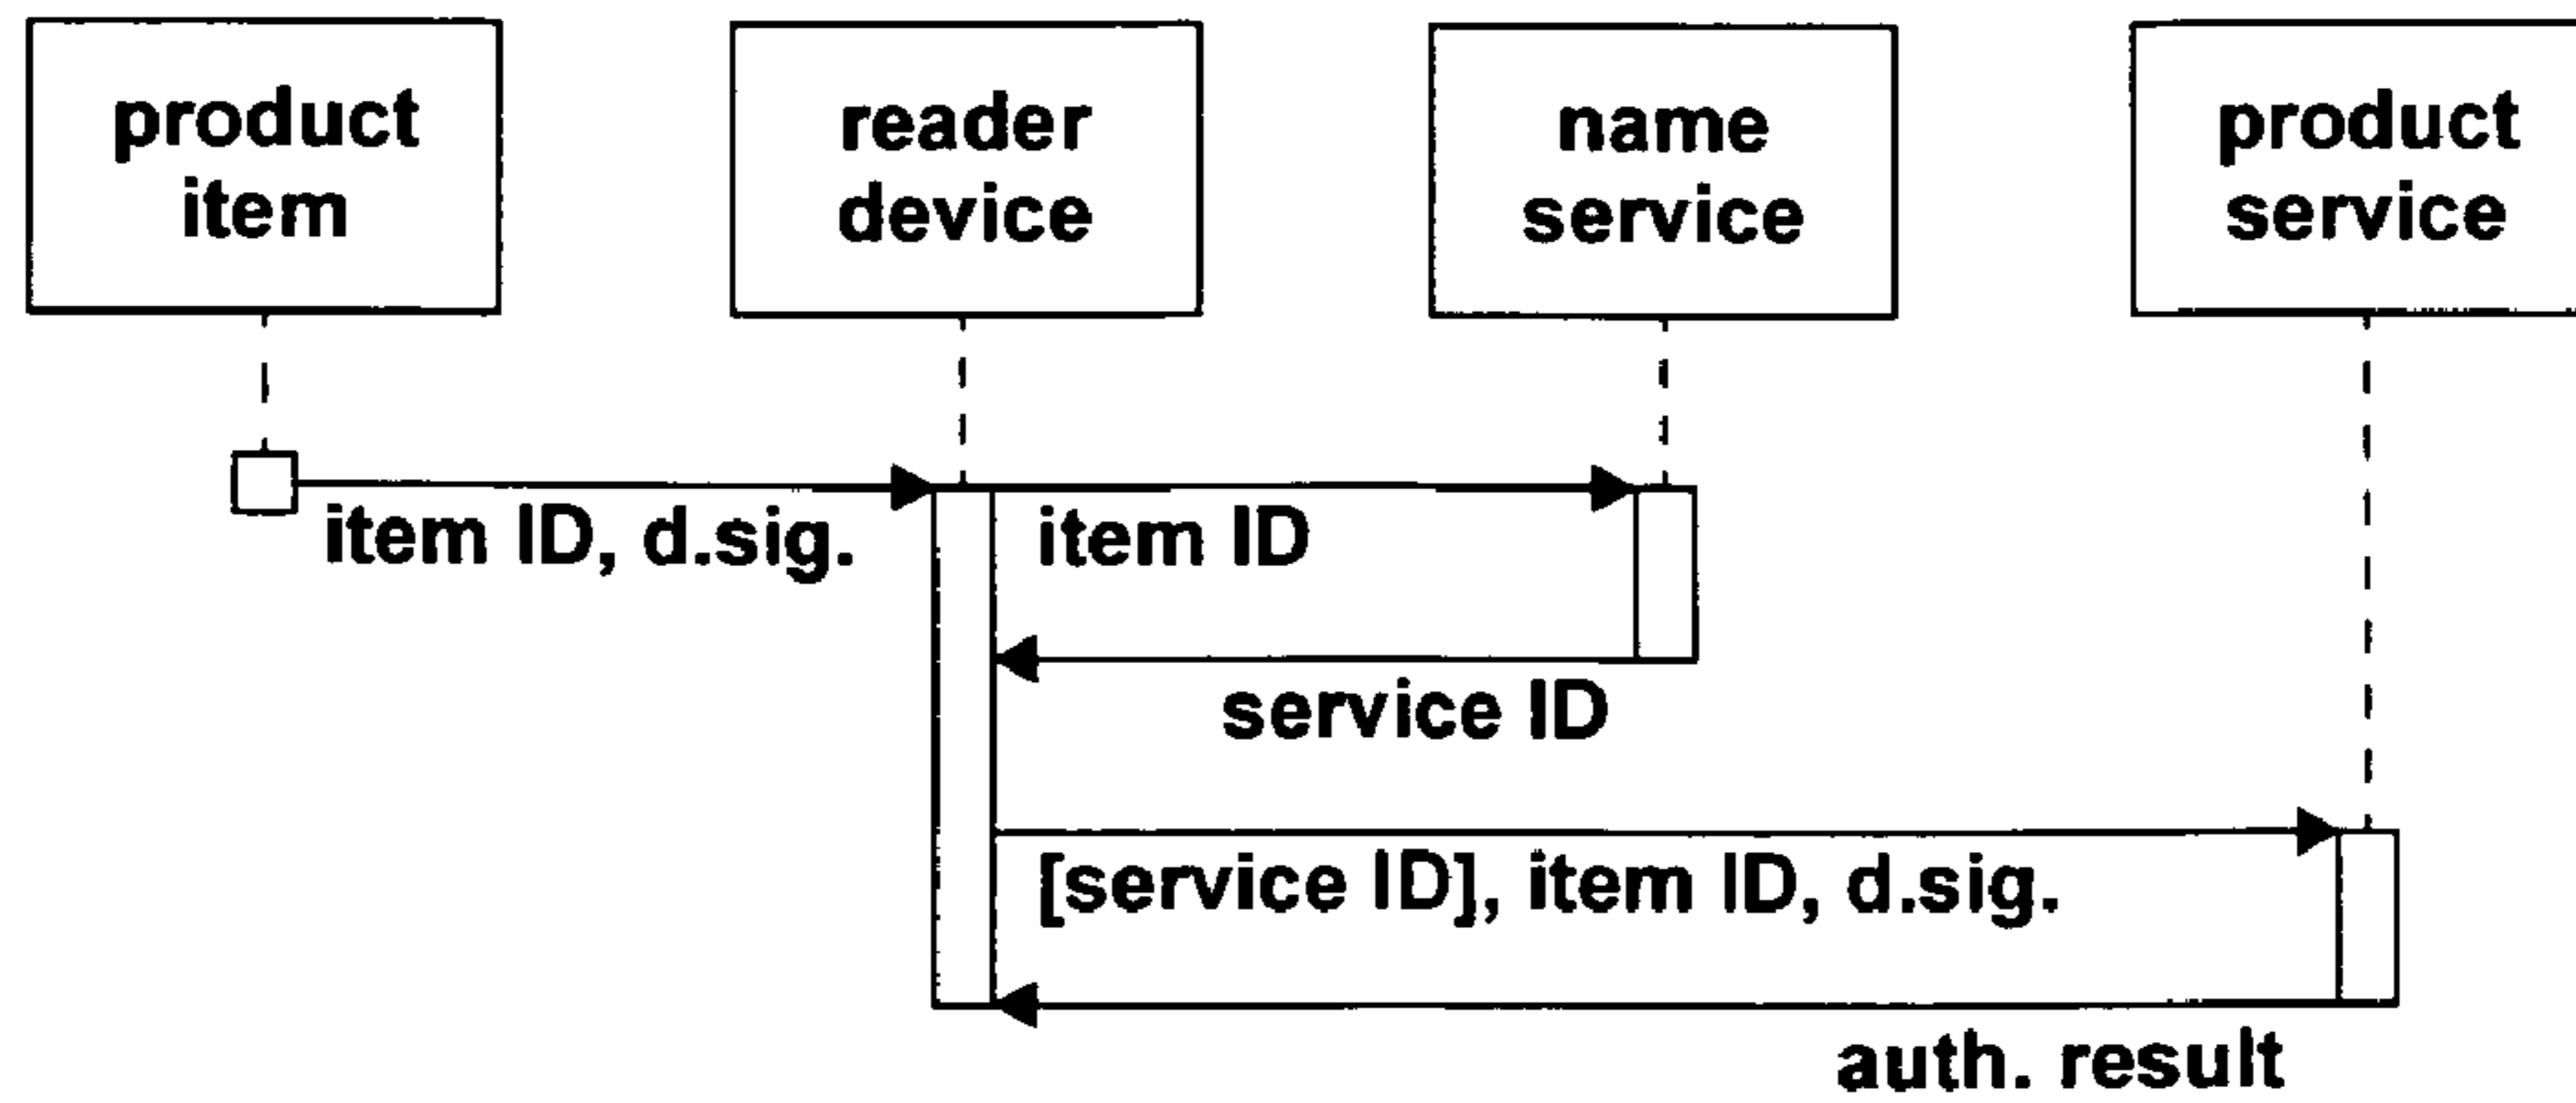 product
item
reader
device
name
service
product
service
item ID, d.sig.
item ID
service ID
[service ID], item ID, d.sig.
auth. result